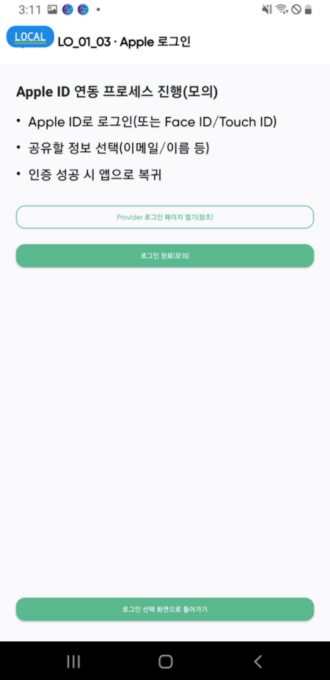 3:11
LOCAL
LO_01_03 · Apple 로그인
Apple ID 연동 프로세스 진행(모의)
• Apple ID로 로그인(또는 Face ID/Touch ID)
• 공유할 정보 선택(이메일/이름 등)
• 인증 성공 시 앱으로 복귀
Provider 로그인 페이지 열기(참조)
로그인 완료(모의)
로그인 선택 화면으로 돌아가기